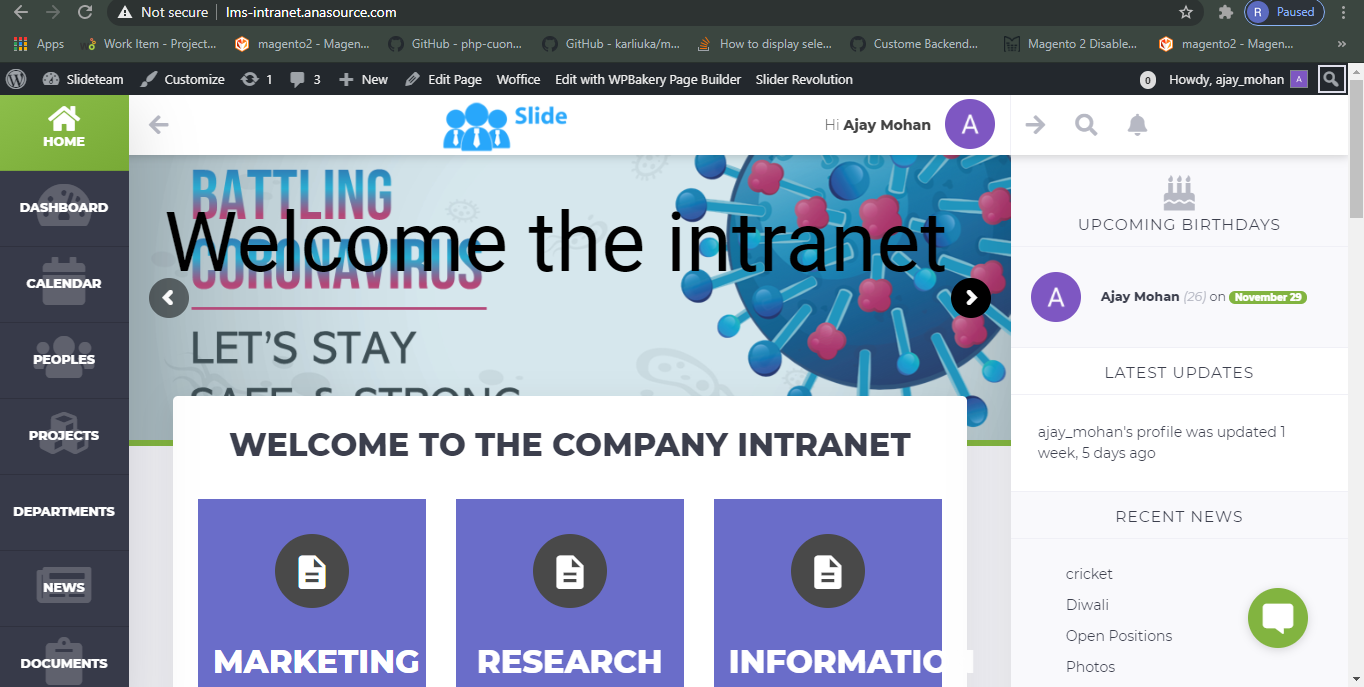 Not secure | lms-intranet.anasource.com
R Paused
Apps Work Item - Project... magento2 - Magen... GitHub - php-cuon... GitHub - karliuka/m... How to display sele... Custome Backend... Magento 2 Disable... magento2 - Magen... »
Slideteam Customize 1 3 New Edit Page Woffice Edit with WPBakery Page Builder Slider Revolution 0 Howdy, ajay_mohan A
HOME
DASHBOARD
CALENDAR
PEOPLES
PROJECTS
DEPARTMENTS
NEWS
DOCUMENTS
Slide
Hi Ajay Mohan A
BATTLING
CORONAVIRUS
Welcome the intranet
LET'S STAY
SAFE & STRONG
WELCOME TO THE COMPANY INTRANET
MARKETING RESEARCH INFORMATION
UPCOMING BIRTHDAYS
A Ajay Mohan (26) on November 29
LATEST UPDATES
ajay_mohan's profile was updated 1
week, 5 days ago
RECENT NEWS
cricket
Diwali
Open Positions
Photos